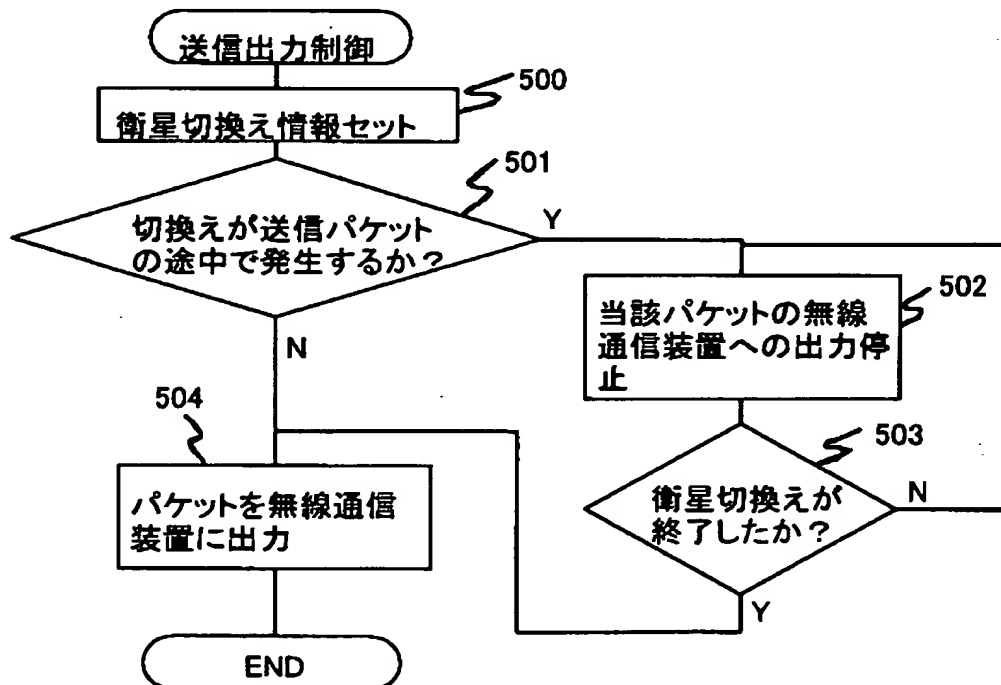 送信出力制御
500
衛星切換え情報セット
501
切換えが送信パケット
の途中で発生するか？
Y
N
502
当該パケットの無線
通信装置への出力停
止
503
衛星切換えが
終了したか？
N
Y
504
パケットを無線通信
装置に出力
END